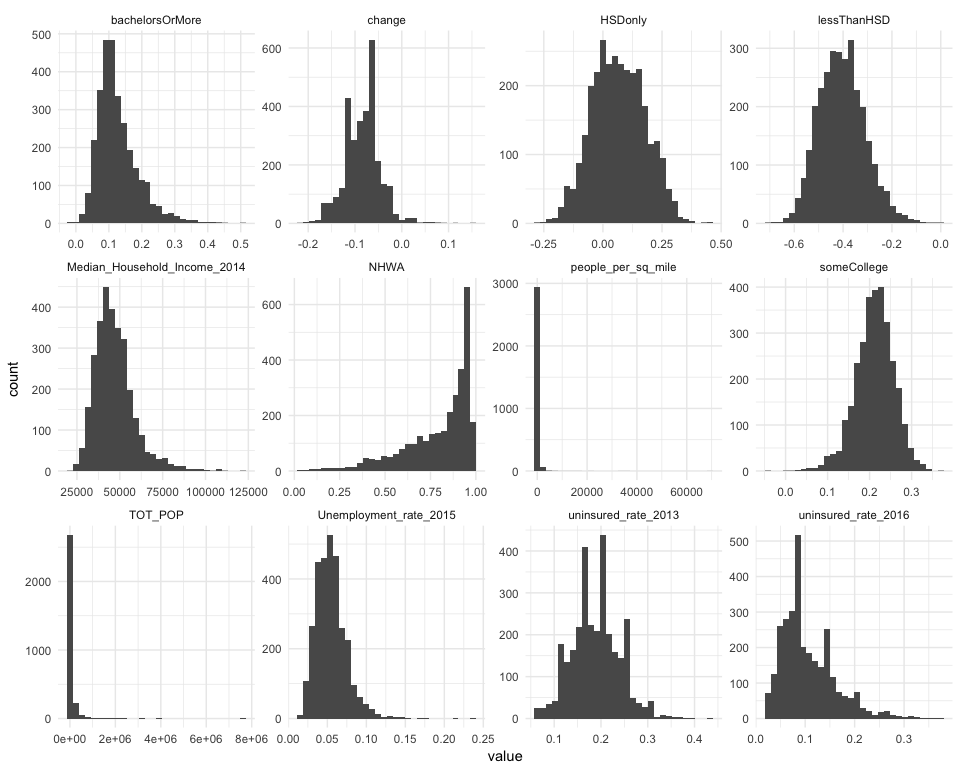 bachelorsOrMore change HSDonly lessThanHSD
500 400 300 200 100 0
600 400 200 0
200 100 0
300 200 100 0
0.0 0.1 0.2 0.3 0.4 0.5
-0.2 -0.1 0.0 0.1
-0.25 0.00 0.25 0.50
-0.6 -0.4 -0.2 0.0
Median_Household_Income_2014 NHWA people_per_sq_mile someCollege
400 300 200 100 0
600 400 200 0
3000 2000 1000 0
400 300 200 100 0
25000 50000 75000 100000 125000
0.00 0.25 0.50 0.75 1.00
0 20000 40000 60000
0.0 0.1 0.2 0.3
count
TOT_POP Unemployment_rate_2015 uninsured_rate_2013 uninsured_rate_2016
2000 1000 0
400 200 0
400 300 200 100 0
500 400 300 200 100 0
0e+00 2e+06 4e+06 6e+06 8e+06
0.00 0.05 0.10 0.15 0.20 0.25
0.1 0.2 0.3 0.4
0.0 0.1 0.2 0.3
value